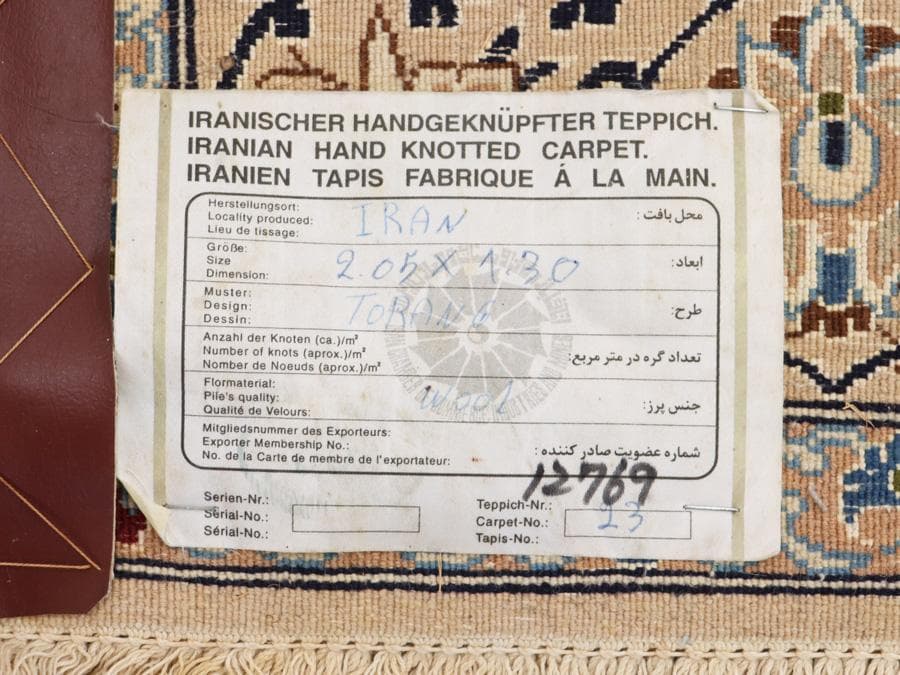 IRANISCHER HANDGEKNÜPFTER TEPPICH.
IRANIAN HAND KNOTTED CARPET.
IRANIEN TAPIS FABRIQUE Á LA MAIN.
Herstellungsort:
Locality produced:
Lieu de tissage:
IRAN
محل بافت:
Größe:
Size
Dimension:
2.05 X 1.30
ابعاد:
Muster:
Design:
Dessin:
TORANG
طرح:
Anzahl der Knoten (ca.)/m²
Number of knots (aprox.)/m²
Nombre de Noeuds (aprox.)/m²
تعداد گره در متر مربع:
Flormaterial:
Pile's quality:
Qualité de Velours:
Wool
جنس پرز:
Mitgliedsnummer des Exporteurs:
Exporter Membership No.:
No. de la Carte de membre de l'exportateur:
شماره عضویت صادر کننده:
12769
Serien-Nr.:
Serial-No.:
Sérial-No.:
Teppich-Nr.:
Carpet-No.:
Tapis-No.:
23